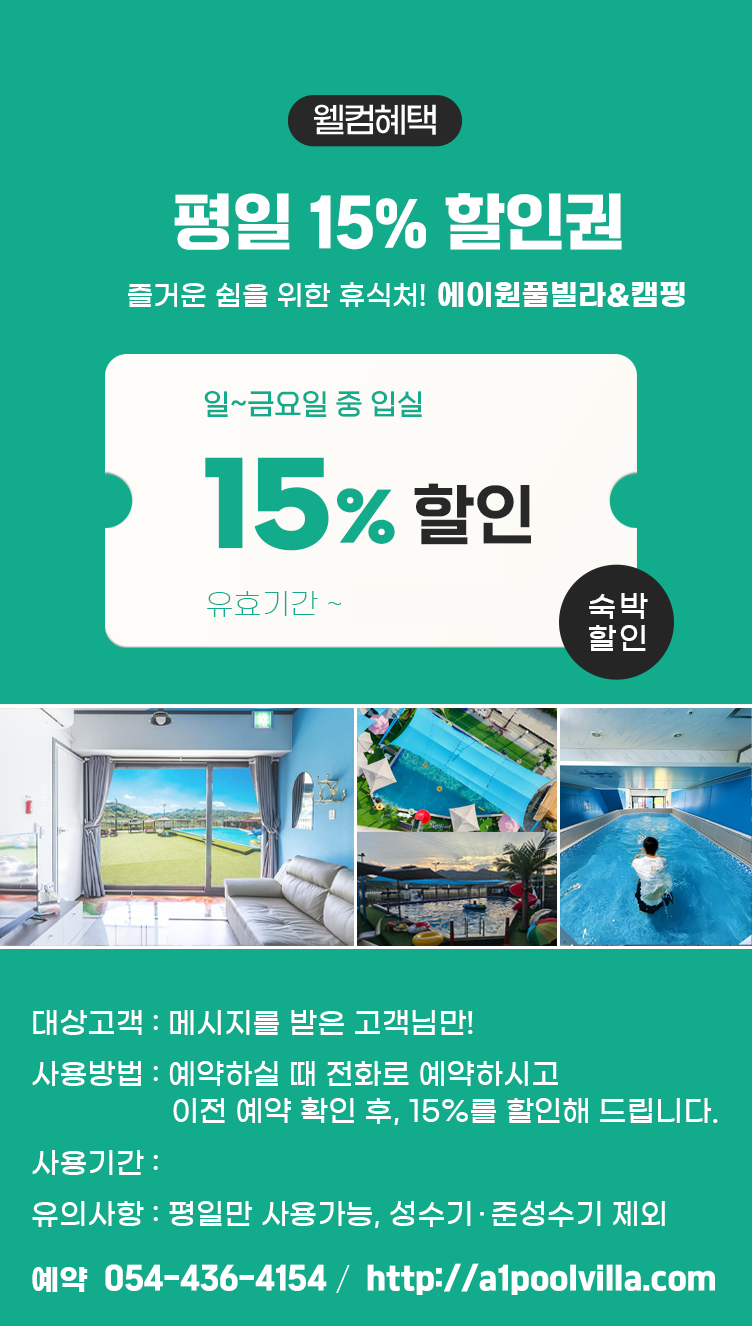 웰컴혜택
평일 15% 할인권
즐거운 쉼을 위한 휴식처! 에이원풀빌라&캠핑
일~금요일 중 입실
15% 할인
유효기간 ~
숙박
할인
대상고객 : 메시지를 받은 고객님만!
사용방법 : 예약하실 때 전화로 예약하시고
이전 예약 확인 후, 15%를 할인해 드립니다.
사용기간 :
유의사항 : 평일만 사용가능, 성수기·준성수기 제외
예약 054-436-4154 / http://a1poolvilla.com